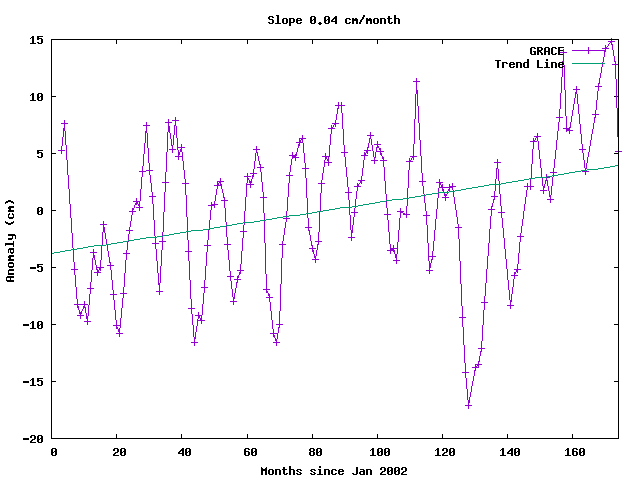 Slope 0.04 cm/month
GRACE
Trend Line
15
10
5
0
-5
-10
-15
-20
Anomaly (cm)
0 20 40 60 80 100 120 140 160
Months since Jan 2002